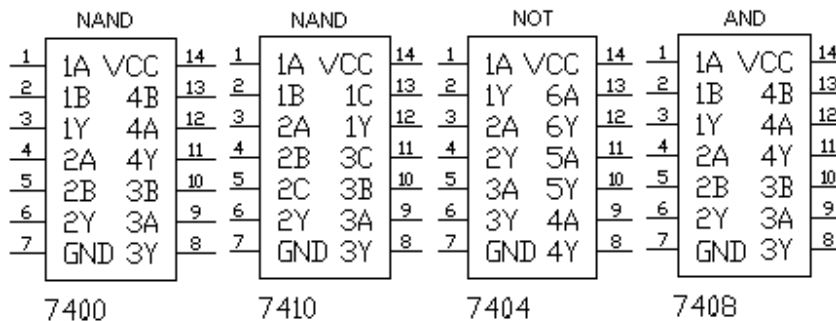 NAND NAND NOT AND
1 1A VCC 14 1 1A VCC 14 1 1A VCC 14 1 1A VCC 14
2 1B 4B 13 2 1B 1C 13 2 1Y 6A 13 2 1B 4B 13
3 1Y 4A 12 3 2A 1Y 12 3 2A 6Y 12 3 1Y 4A 12
4 2A 4Y 11 4 2B 3C 11 4 2Y 5A 11 4 2A 4Y 11
5 2B 3B 10 5 2C 3B 10 5 3A 5Y 10 5 2B 3B 10
6 2Y 3A 9 6 2Y 3A 9 6 3Y 4A 9 6 2Y 3A 9
7 GND 3Y 8 7 GND 3Y 8 7 GND 4Y 8 7 GND 3Y 8
7400 7410 7404 7408